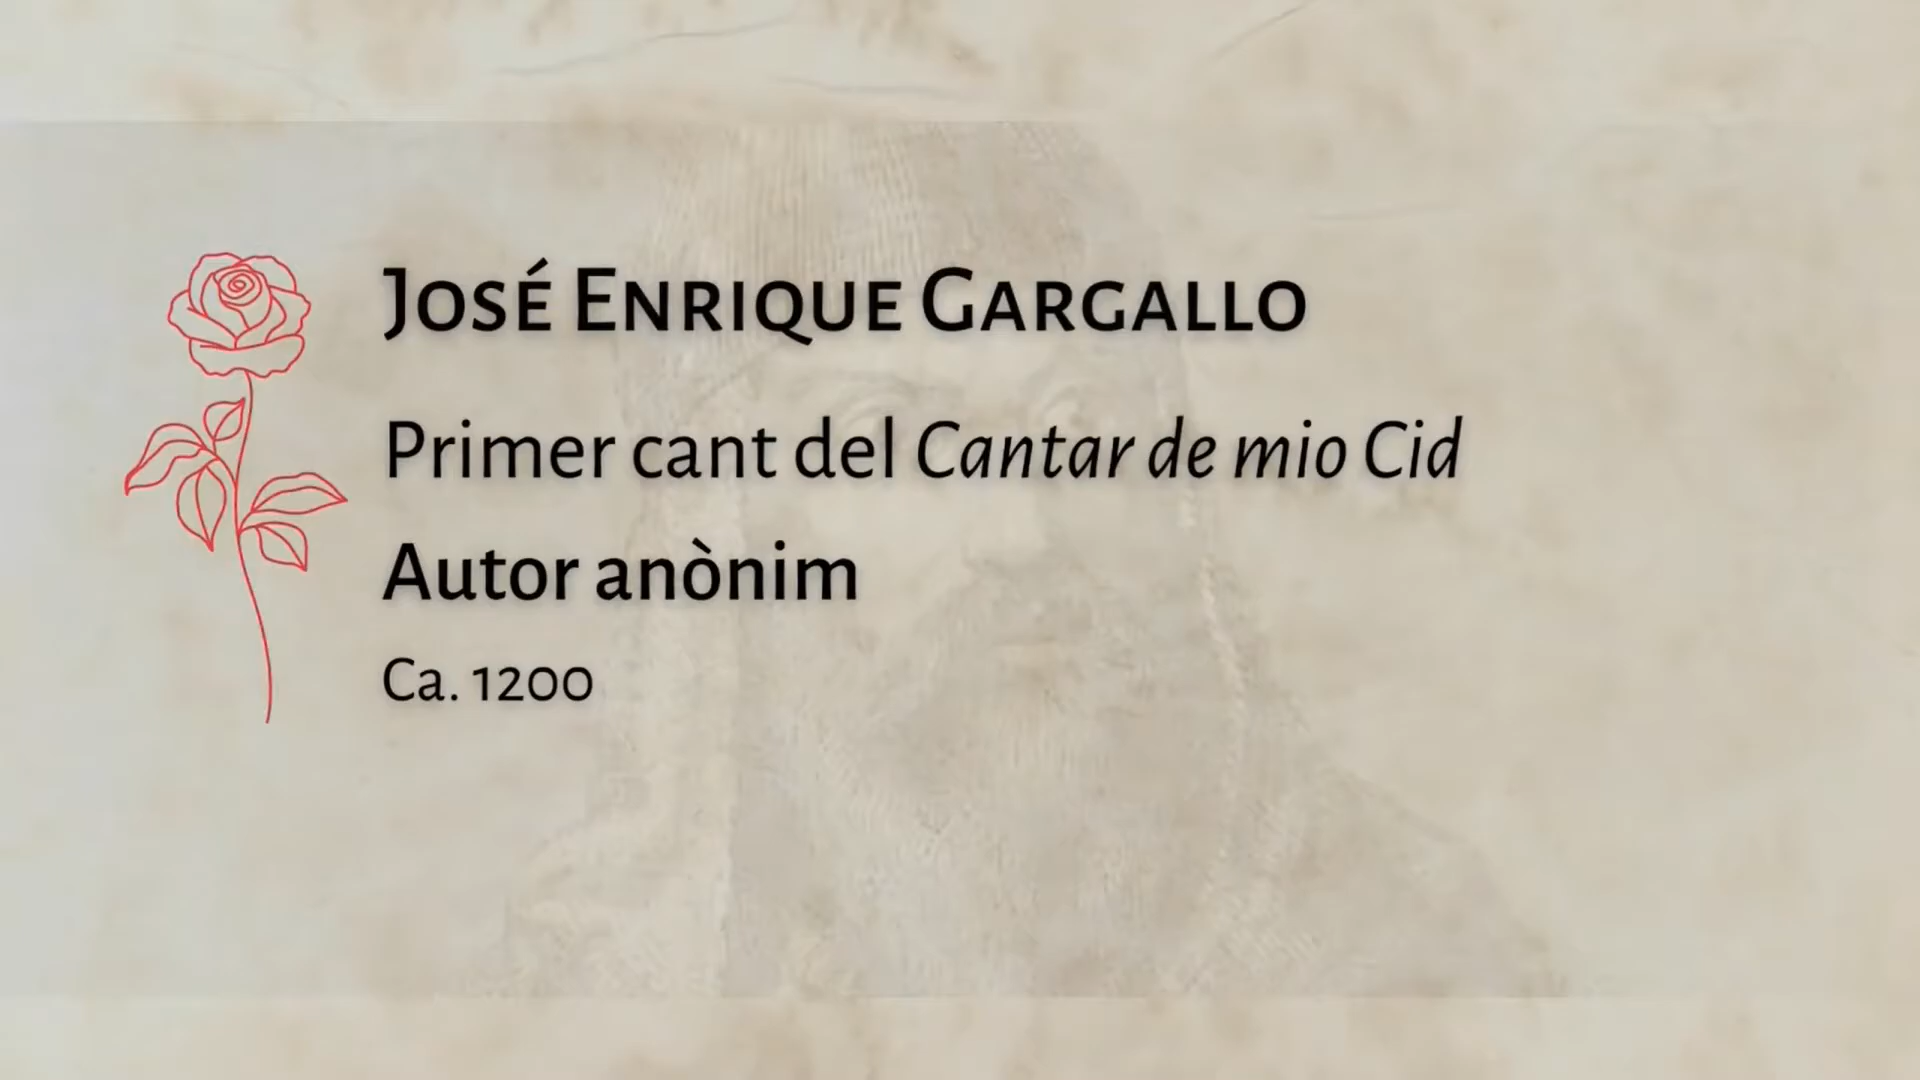 José Enrique Gargallo
Primer cant del Cantar de mio Cid
Autor anònim
Ca. 1200